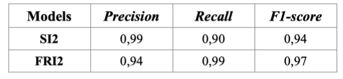 Models Precision Recall F1-score
SI2 0,99 0,90 0,94
FRI2 0,94 0,99 0,97